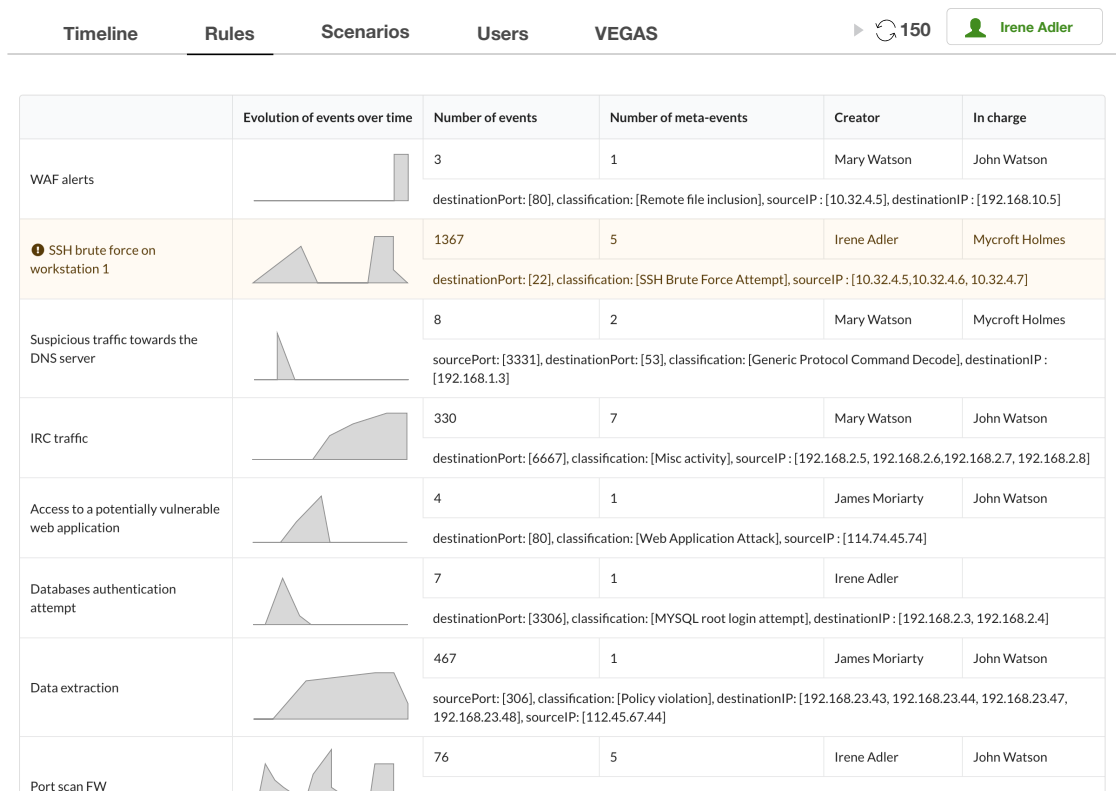 Timeline Rules Scenarios Users VEGAS 150 Irene Adler
Evolution of events over time Number of events Number of meta-events Creator In charge
WAF alerts
3 1 Mary Watson John Watson
destinationPort: [80], classification: [Remote file inclusion], sourceIP : [10.32.4.5], destinationIP : [192.168.10.5]
SSH brute force on
workstation 1
1367 5 Irene Adler Mycroft Holmes
destinationPort: [22], classification: [SSH Brute Force Attempt], sourceIP : [10.32.4.5,10.32.4.6, 10.32.4.7]
Suspicious traffic towards the
DNS server
8 2 Mary Watson Mycroft Holmes
sourcePort: [3331], destinationPort: [53], classification: [Generic Protocol Command Decode], destinationIP :
[192.168.1.3]
IRC traffic
330 7 Mary Watson John Watson
destinationPort: [6667], classification: [Misc activity], sourceIP : [192.168.2.5, 192.168.2.6,192.168.2.7, 192.168.2.8]
Access to a potentially vulnerable
web application
4 1 James Moriarty John Watson
destinationPort: [80], classification: [Web Application Attack], sourceIP : [114.74.45.74]
Databases authentication
attempt
7 1 Irene Adler
destinationPort: [3306], classification: [MYSQL root login attempt], destinationIP : [192.168.2.3, 192.168.2.4]
Data extraction
467 1 James Moriarty John Watson
sourcePort: [306], classification: [Policy violation], destinationIP: [192.168.23.43, 192.168.23.44, 192.168.23.47,
192.168.23.48], sourceIP: [112.45.67.44]
Port scan FW
76 5 Irene Adler John Watson